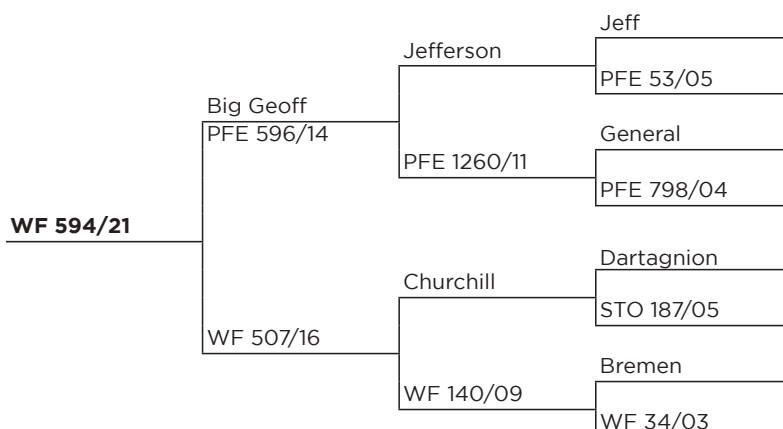 Jeff
Jefferson
PFE 53/05
Big Geoff
PFE 596/14
General
PFE 1260/11
PFE 798/04
WF 594/21
Dartagnion
Churchill
STO 187/05
WF 507/16
Bremen
WF 140/09
WF 34/03